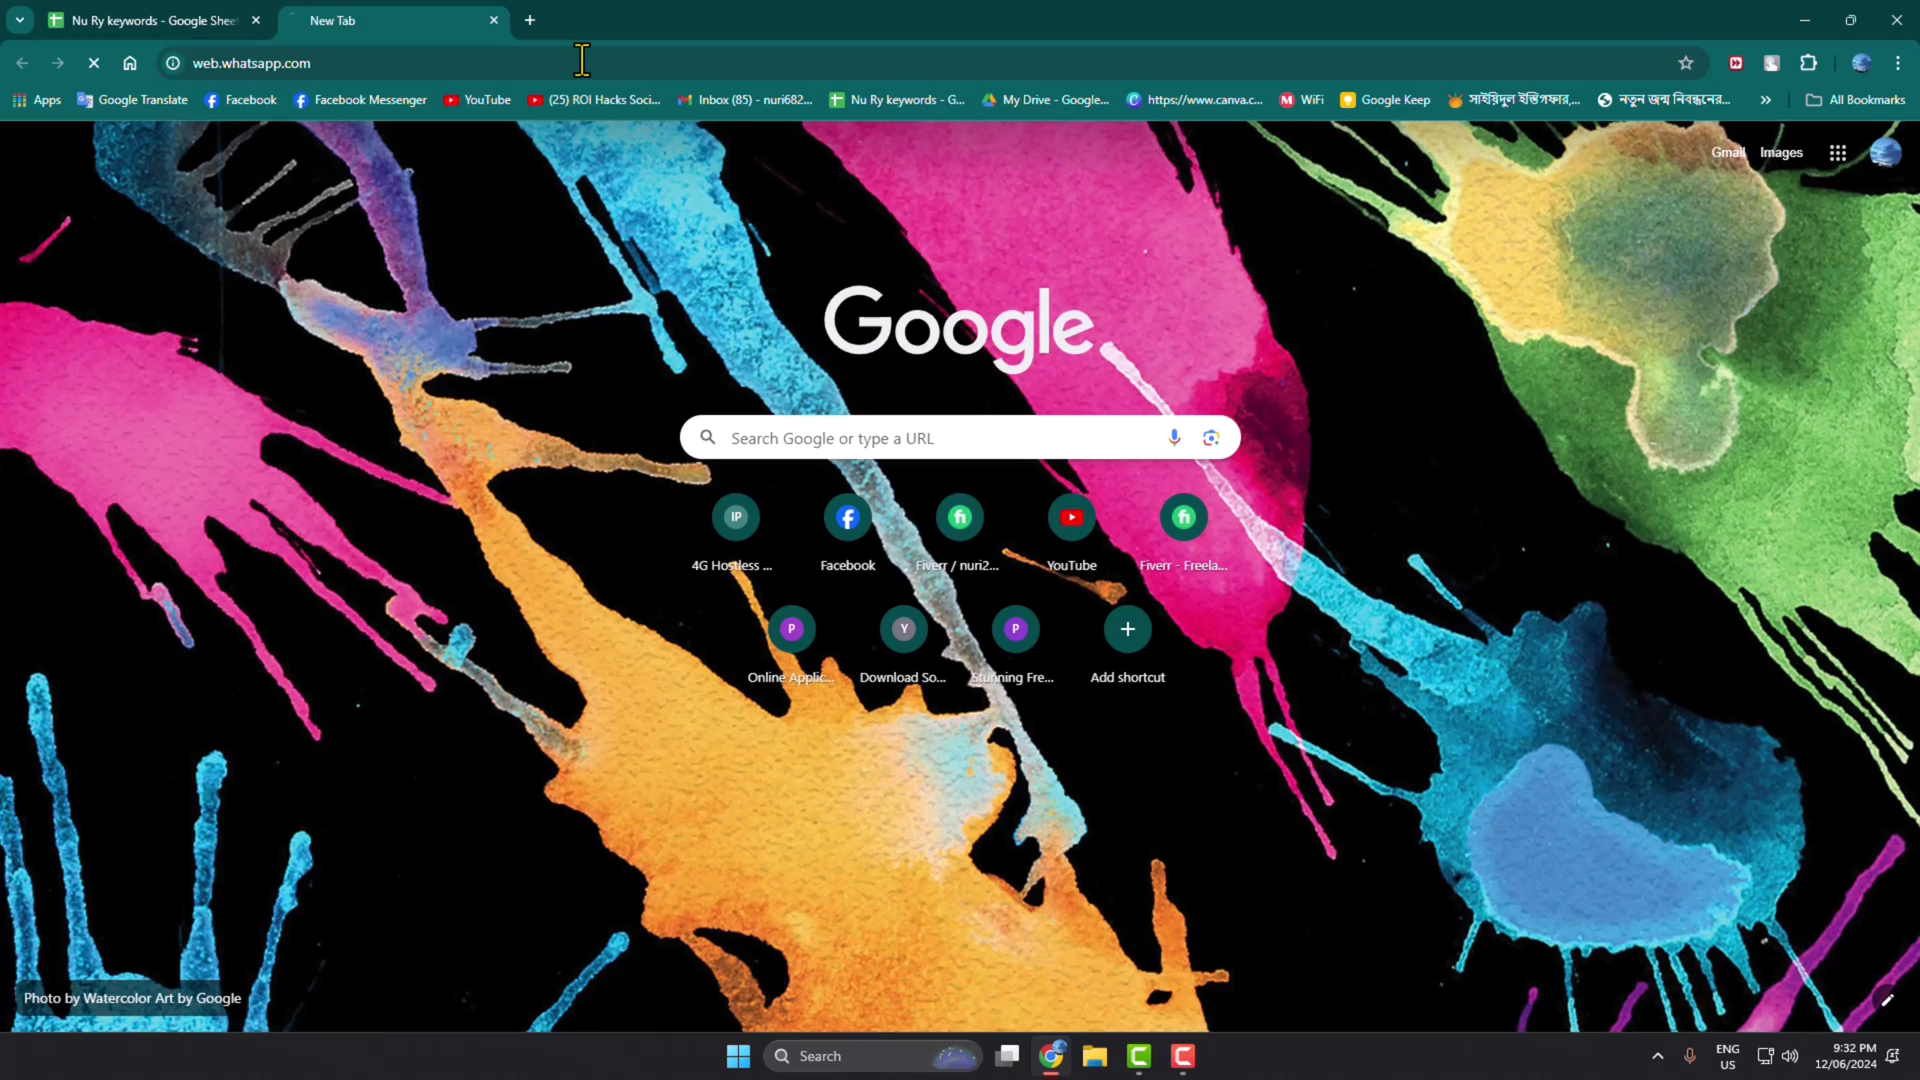 Nu Ry keywords - Google Shee
New Tab
web.whatsapp.com
Apps
Google Translate
Facebook
Facebook Messenger
YouTube
(25) ROI Hacks Soci...
Inbox (85) - nuri682...
Nu Ry keywords - G...
My Drive - Google...
https://www.canva.c...
WiFi
Google Keep
সাইয়িদুল ইস্তিগফার,...
নতুন জন্ম নিবন্ধনের...
All Bookmarks
Gmail
Images
Google
Search Google or type a URL
IP
4G Hostless ...
Facebook
Fiverr / nuri2...
YouTube
Fiverr - Freela...
P
Y
P
Online Applic...
Download So...
Stunning Fre...
Add shortcut
Photo by Watercolor Art by Google
Search
ENG
US
9:32 PM
12/06/2024